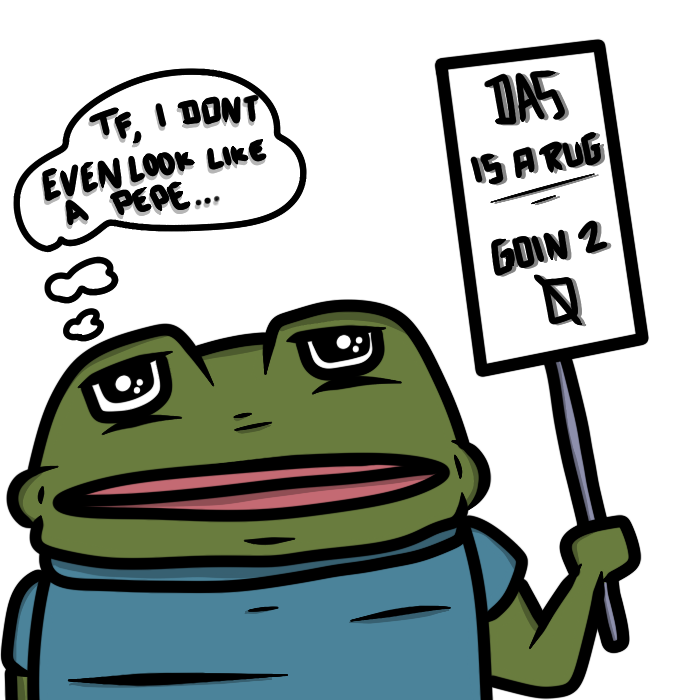 TF, I DONT
EVEN LOOK LIKE
A PEPE...
DAS
IS A RUG
GOIN 2
0